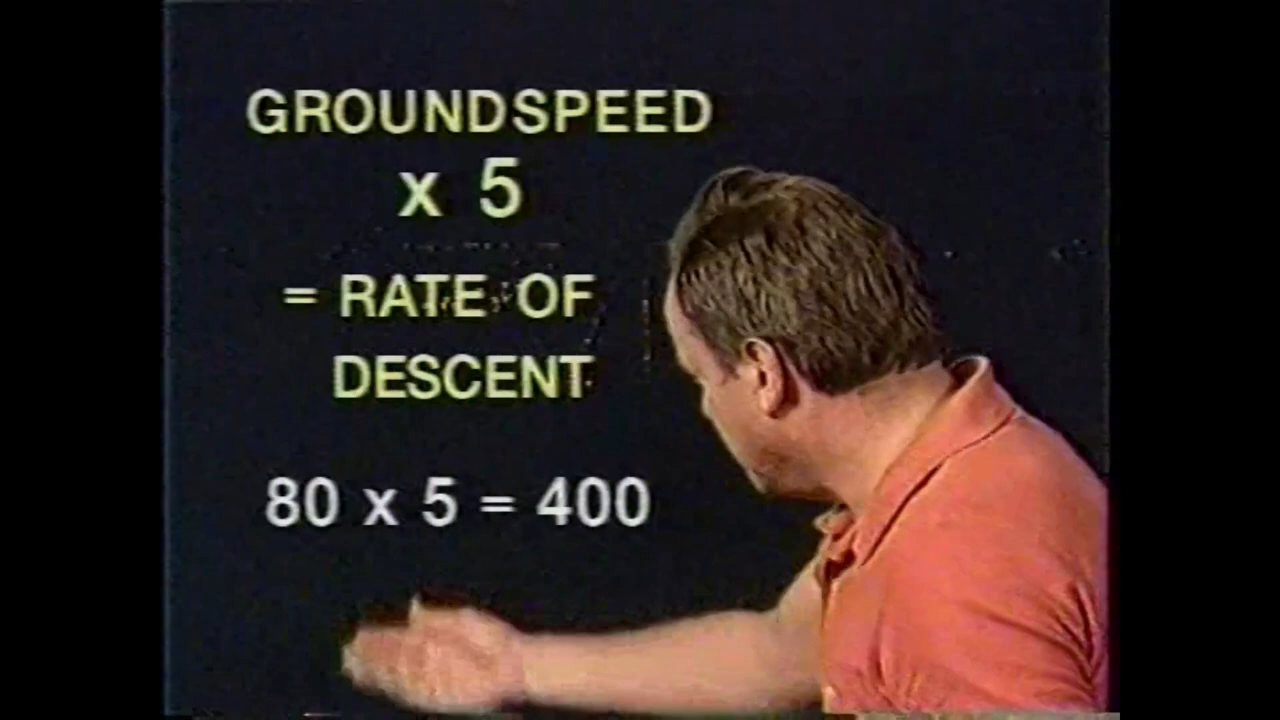 GROUNDSPEED
x 5
= RATE OF
DESCENT
80 x 5 = 400